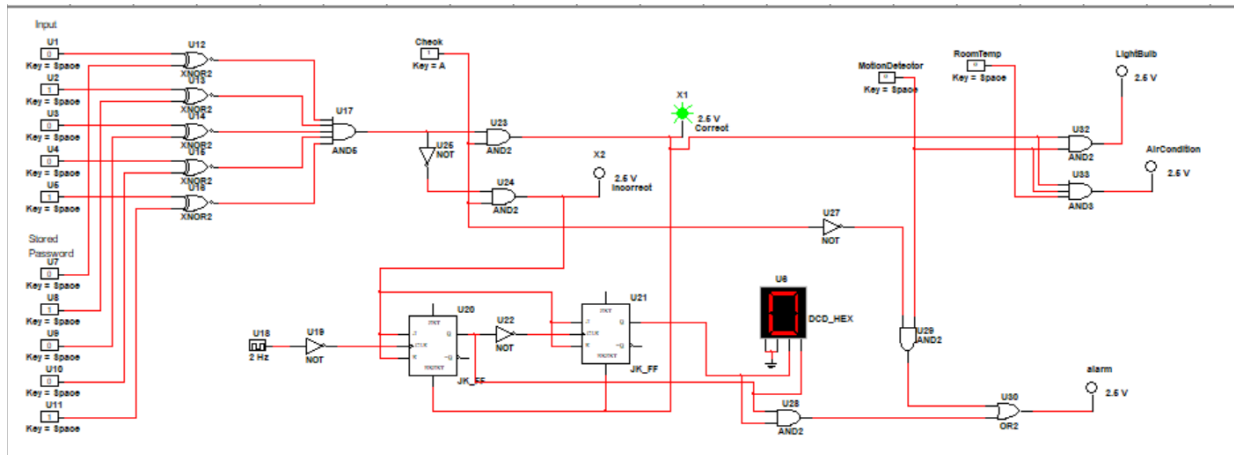 Input
U1
0
Key = Space
U2
1
Key = Space
U3
0
Key = Space
U4
0
Key = Space
U5
1
Key = Space
Stored
Password
U7
0
Key = Space
U8
1
Key = Space
U9
0
Key = Space
U10
0
Key = Space
U11
1
Key = Space
U12
XNOR2
U13
XNOR2
U14
XNOR2
U15
XNOR2
U16
XNOR2
U17
AND5
Check
1
Key = A
U25
NOT
U23
AND2
U24
AND2
X1
2.5 V
Correct
X2
2.5 V
Incorrect
U18
2 Hz
U19
NOT
U20
J
CLK
K
Q
~Q
JK_FF
U22
NOT
U21
J
CLK
K
Q
~Q
JK_FF
U6
0
DCD_HEX
U27
NOT
U28
AND2
U29
AND2
U30
OR2
alarm
2.5 V
MotionDetector
Key = Space
RoomTemp
Key = Space
LightBulb
2.5 V
U32
AND2
AirCondition
2.5 V
U33
AND3